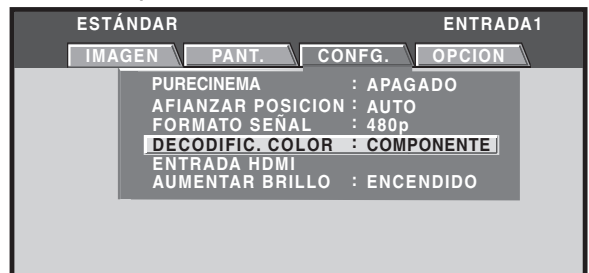 ESTÁNDAR ENTRADA1
IMAGEN PANT. CONFG. OPCION
PURECINEMA : APAGADO
AFIANZAR POSICION : AUTO
FORMATO SEÑAL : 480p
DECODIFIC. COLOR : COMPONENTE
ENTRADA HDMI
AUMENTAR BRILLO : ENCENDIDO